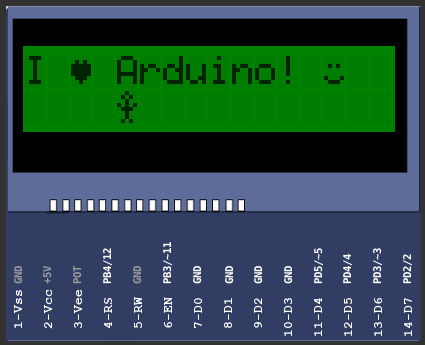 I ♥ Arduino! ☺
1-Vss GND
2-Vcc +5V
3-Vee POT
4-RS PB4/12
5-RW GND
6-EN PB3/~11
7-D0 GND
8-D1 GND
9-D2 GND
10-D3 GND
11-D4 PD5/~5
12-D5 PD4/4
13-D6 PD3/~3
14-D7 PD2/2